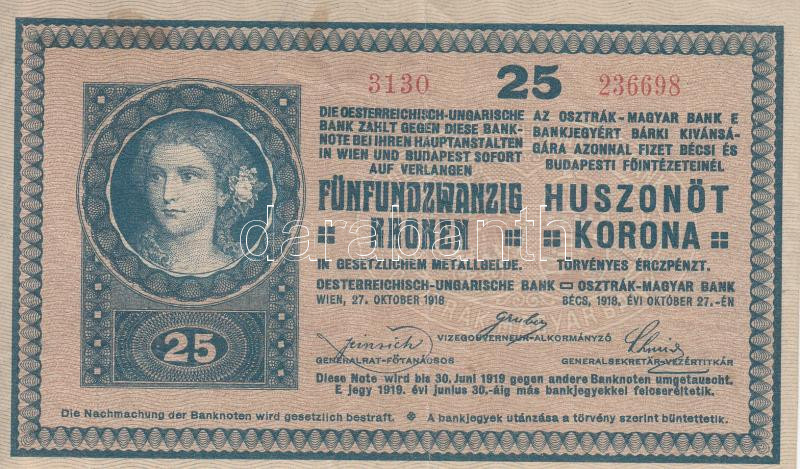 3130 25 236698
DIE OESTERREICHISCH-UNGARISCHE
BANK ZAHLT GEGEN DIESE BANK-
NOTE BEI IHREN HAUPTANSTALTEN
IN WIEN UND BUDAPEST SOFORT
AUF VERLANGEN
FÜNFUNDZWANZIG
KRONEN
IN GESETZLICHEM METALLGELDE.
OESTERREICHISCH-UNGARISCHE BANK
WIEN, 27. OKTOBER 1918
AZ OSZTRÁK-MAGYAR BANK E
BANKJEGYÉRT BÁRKI KIVÁNSÁ-
GÁRA AZONNAL FIZET BÉCSI ÉS
BUDAPESTI FŐINTÉZETEINÉL
HUSZONÖT
KORONA
TÖRVÉNYES ÉRCZPÉNZT.
OSZTRÁK-MAGYAR BANK
BÉCS, 1918, ÉVI OKTÓBER 27.-ÉN
Gruber
VIZEGOUVERNEUR-ALKORMÁNYZÓ
GENERALRAT-FŐTANÁCSOS
Schmid
GENERALSEKRETÄR-VEZÉRTITKÁR
25
Diese Note wird bis 30. Juni 1919 gegen andere Banknoten umgetauscht.
E jegy 1919. évi junius 30.-áig más bankjegyekkel felcseréltetik.
Die Nachmachung der Banknoten wird gesetzlich bestraft. A bankjegyek utánzása a törvény szerint büntettetik.
darabanth